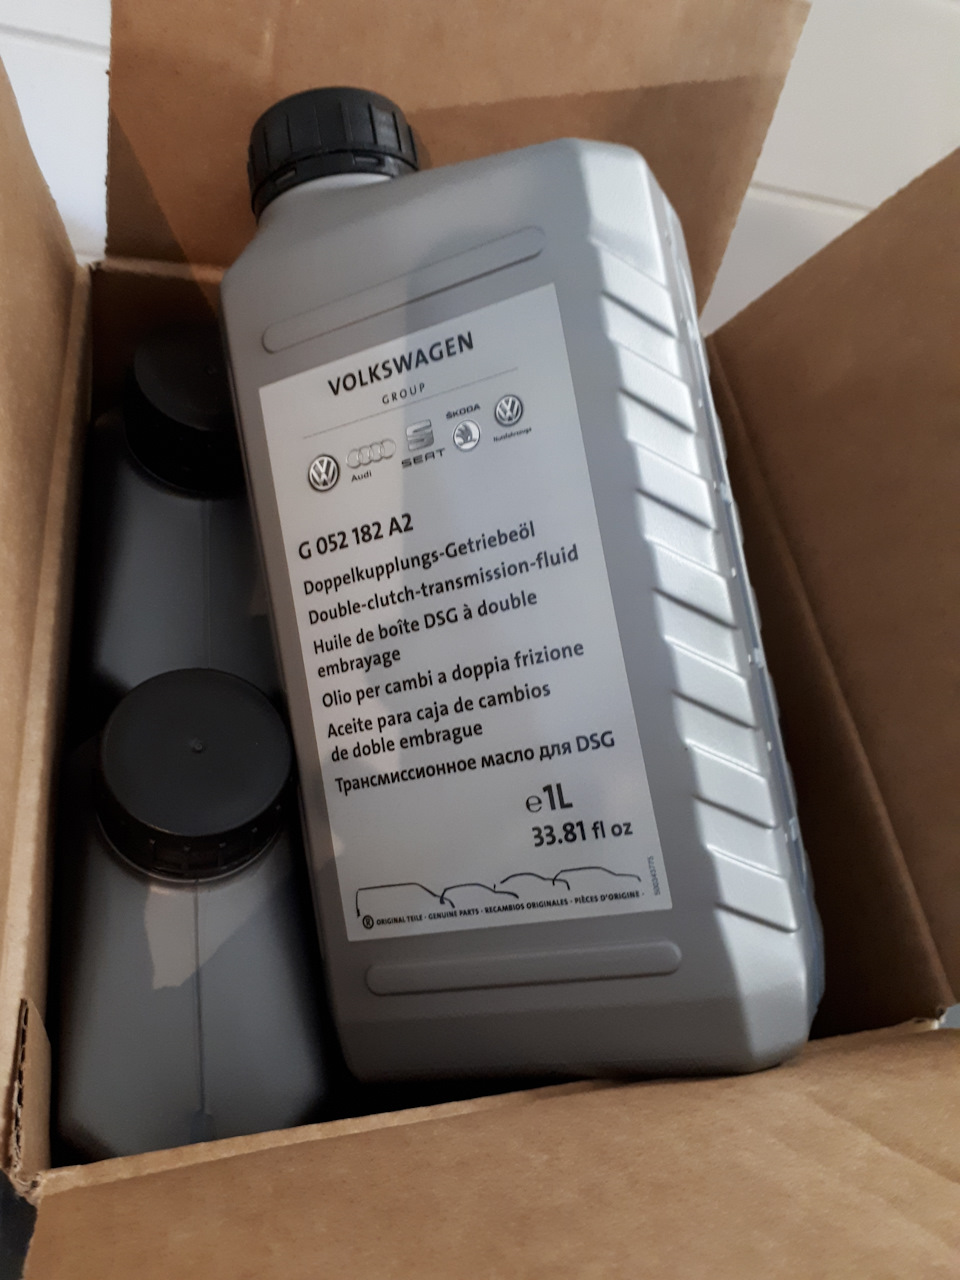 VOLKSWAGEN
GROUP
Audi
SEAT
ŠKODA
Nutzfahrzeuge
G 052 182 A2
Doppelkupplungs-Getriebeöl
Double-clutch-transmission-fluid
Huile de boîte DSG à double
embrayage
Olio per cambi a doppia frizione
Aceite para caja de cambios
de doble embrague
Трансмиссионное масло для DSG
℮1L
33.81 fl oz
® ORIGINAL TEILE · GENUINE PARTS · RECAMBIOS ORIGINALES · PIÈCES D'ORIGINE ·